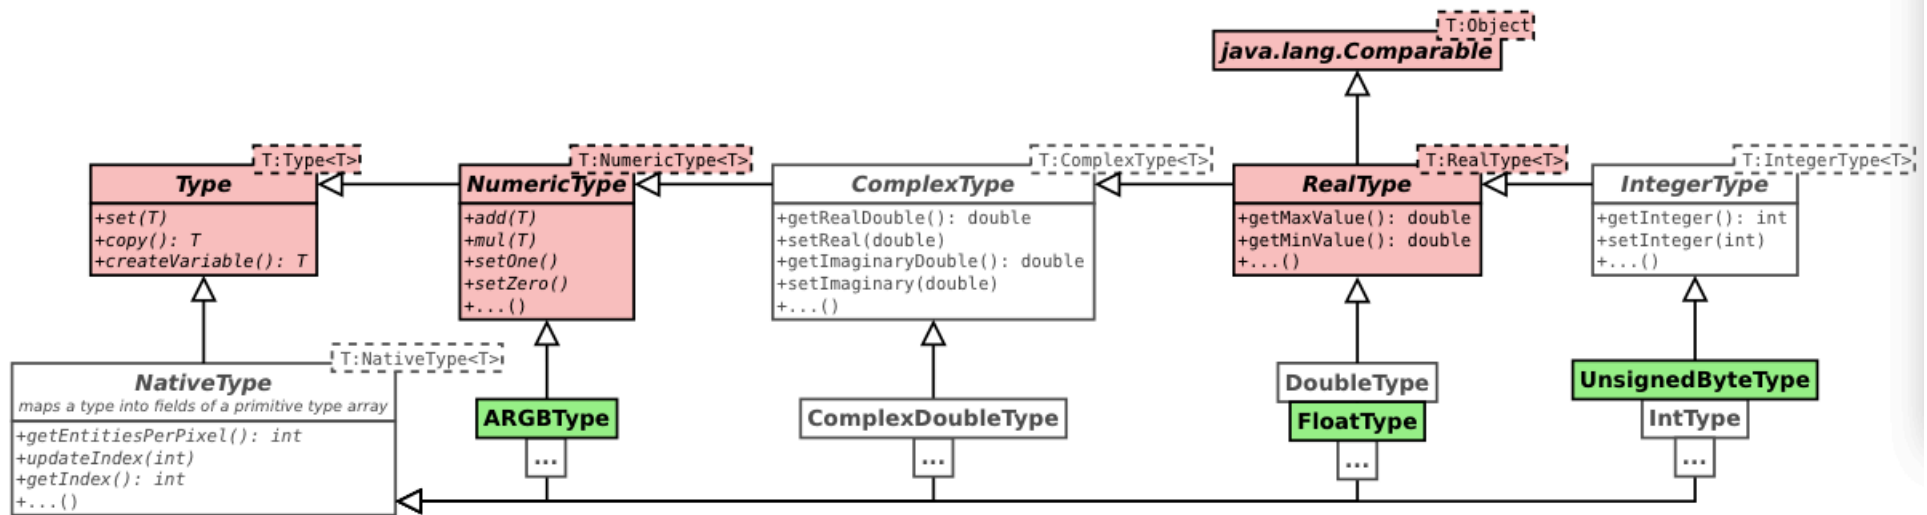 T:Object
java.lang.Comparable
T:Type<T>
Type
+set(T)
+copy(): T
+createVariable(): T
T:NumericType<T>
NumericType
+add(T)
+mul(T)
+setOne()
+setZero()
+...()
T:ComplexType<T>
ComplexType
+getRealDouble(): double
+setReal(double)
+getImaginaryDouble(): double
+setImaginary(double)
+...()
T:RealType<T>
RealType
+getMaxValue(): double
+getMinValue(): double
+...()
T:IntegerType<T>
IntegerType
+getInteger(): int
+setInteger(int)
+...()
T:NativeType<T>
NativeType
maps a type into fields of a primitive type array
+getEntitiesPerPixel(): int
+updateIndex(int)
+getIndex(): int
+...()
ARGBType
...
ComplexDoubleType
...
DoubleType
FloatType
...
UnsignedByteType
IntType
...